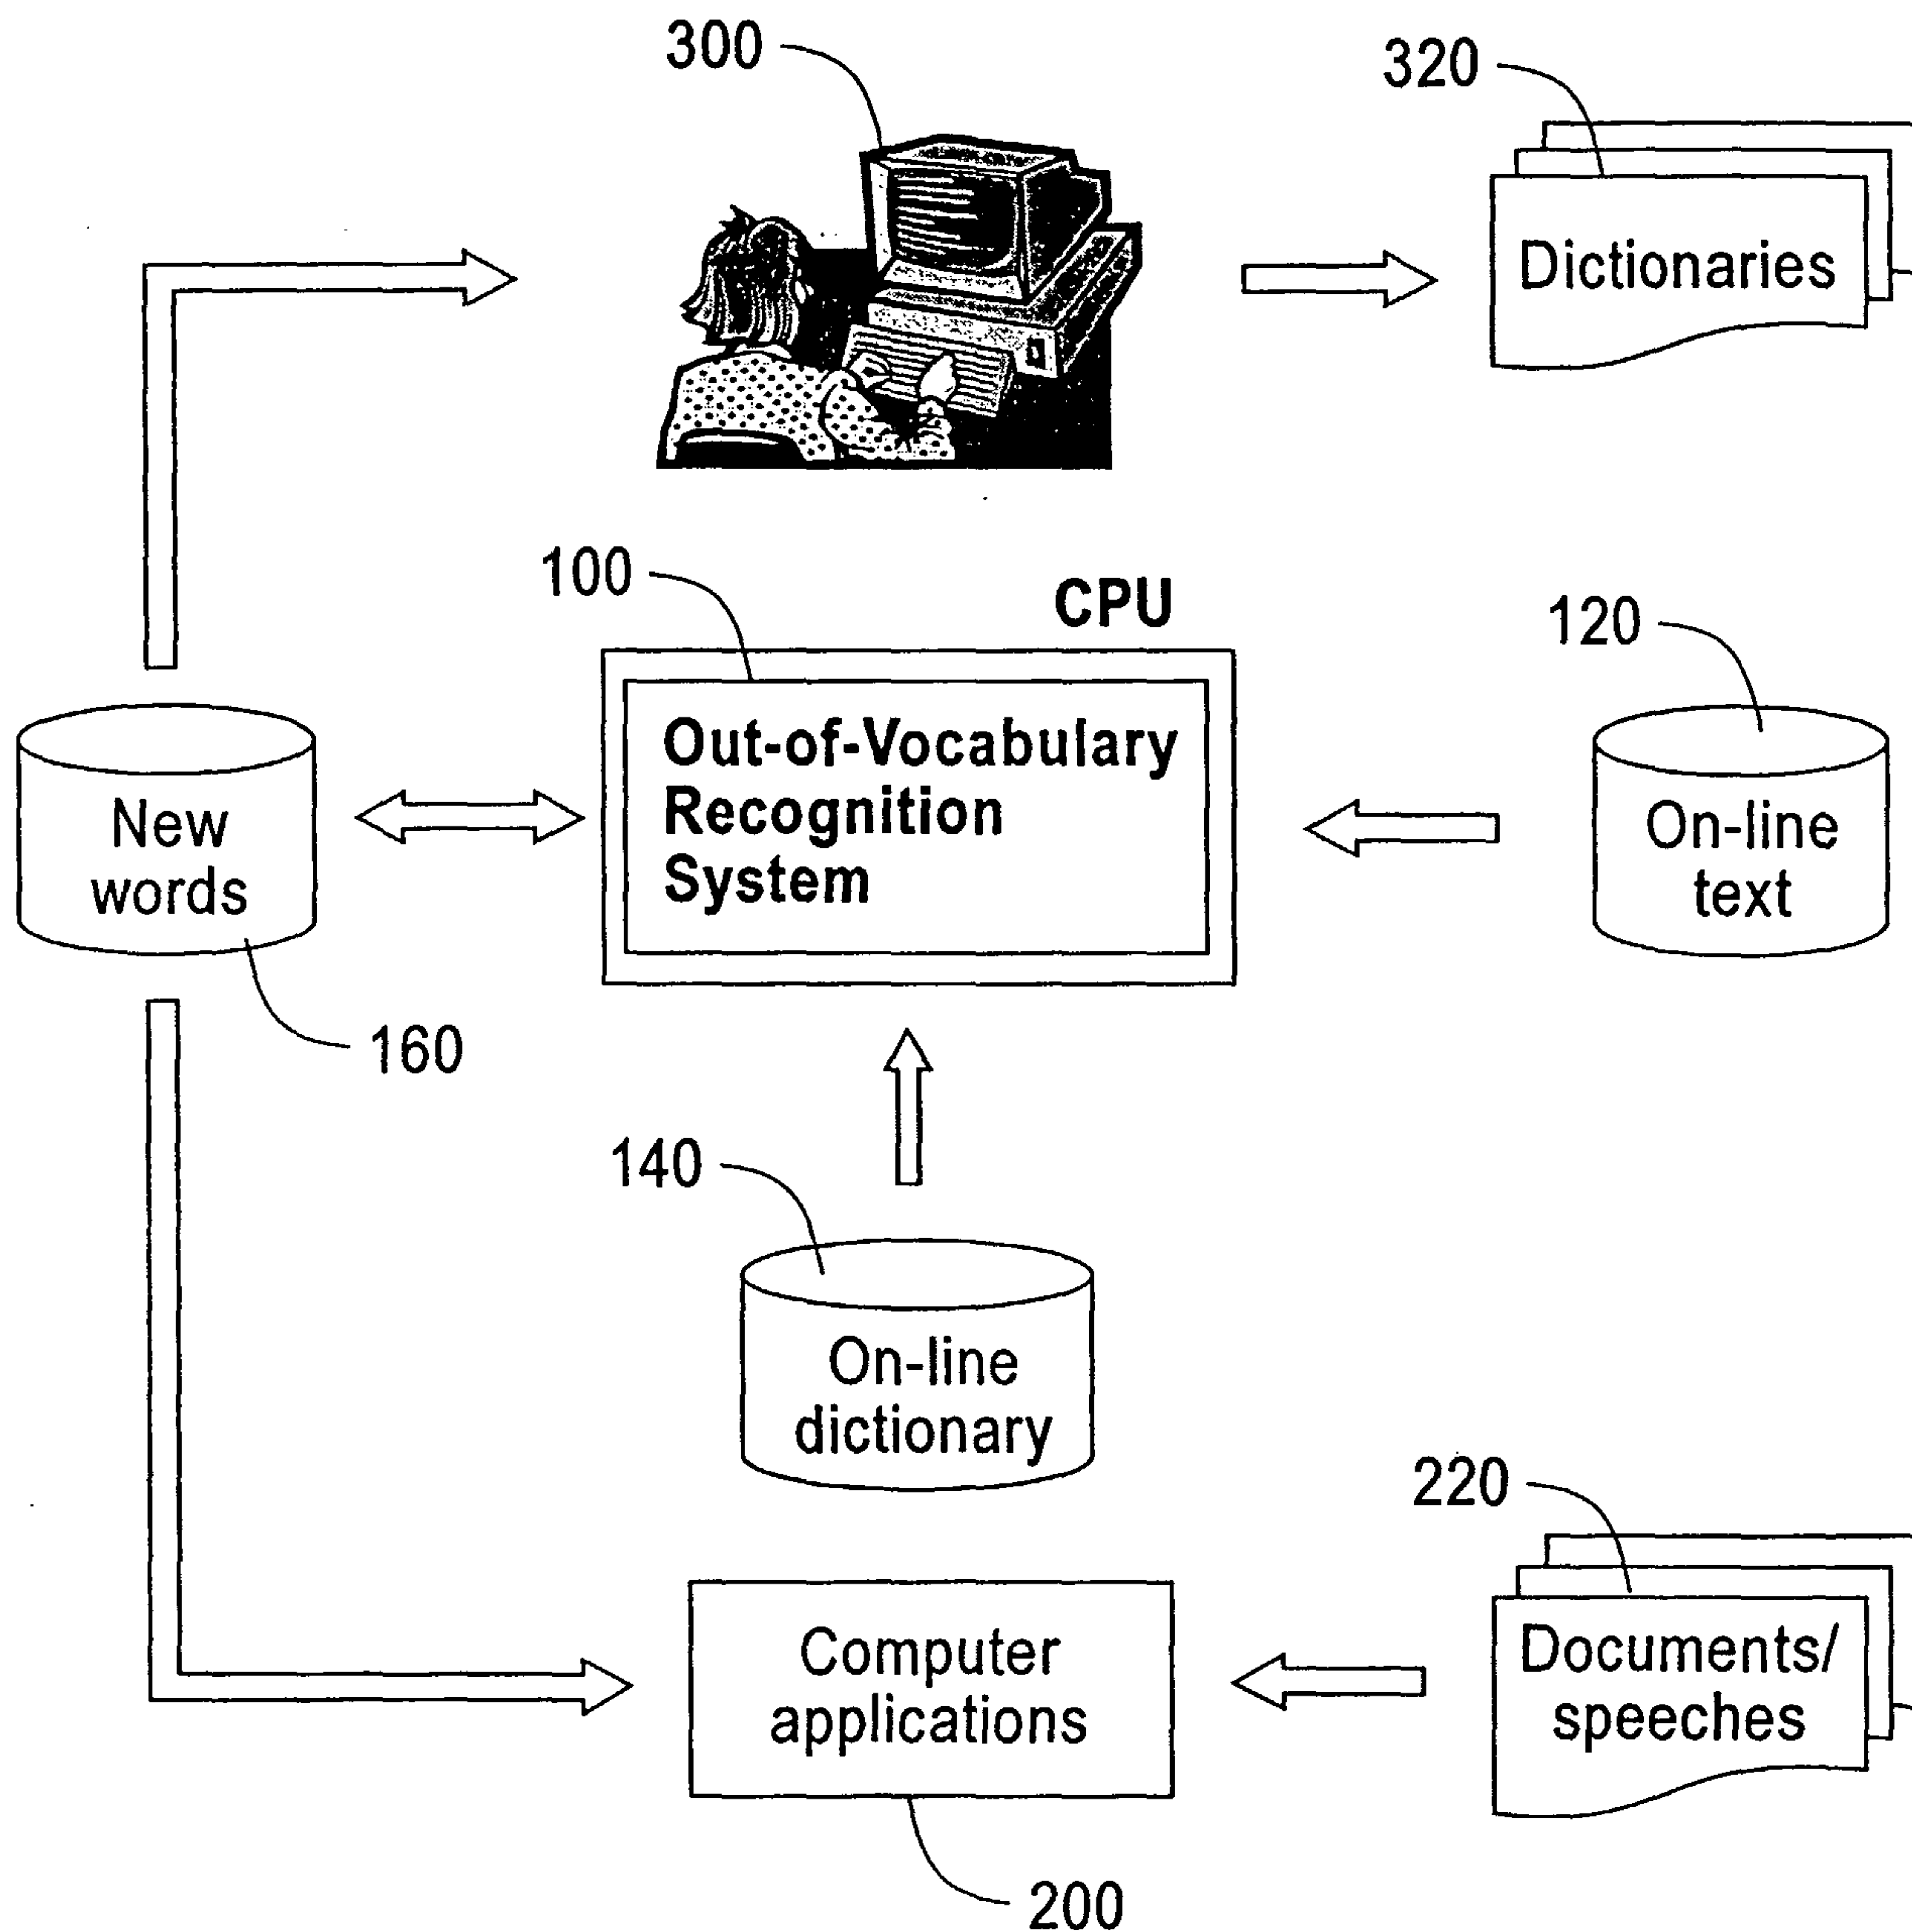 300
320
Dictionaries
100
CPU
120
Out-of-Vocabulary
Recognition
System
New
words
On-line
text
160
140
On-line
dictionary
220
Computer
applications
Documents/
speeches
200